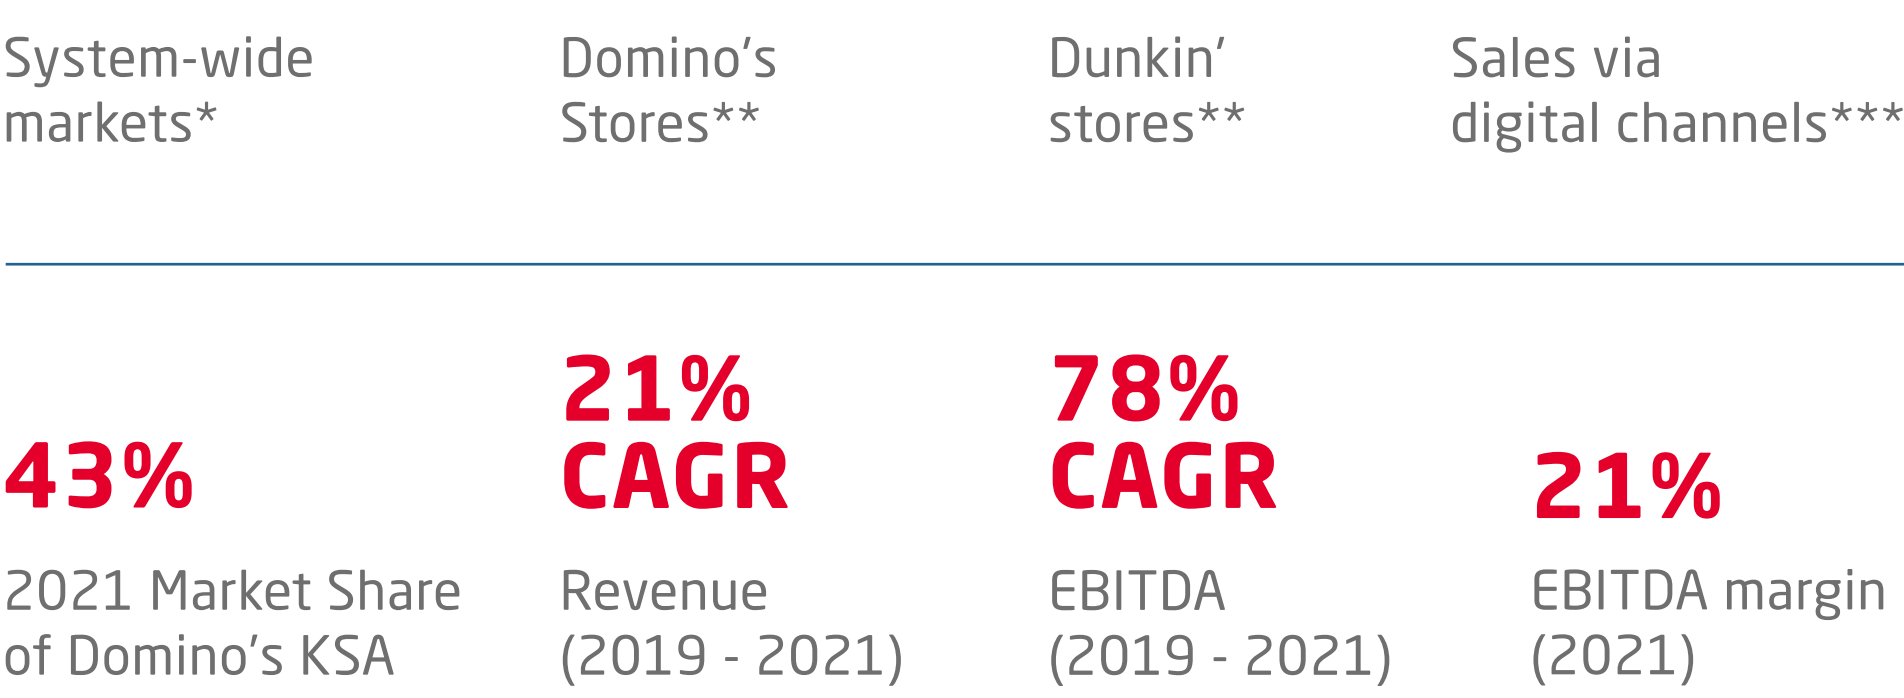 System-wide
markets*
Domino’s
Stores**
Dunkin’
stores**
Sales via
digital channels***
43%
2021 Market Share
of Domino’s KSA
21%
CAGR
Revenue
(2019 - 2021)
78%
CAGR
EBITDA
(2019 - 2021)
21%
EBITDA margin
(2021)